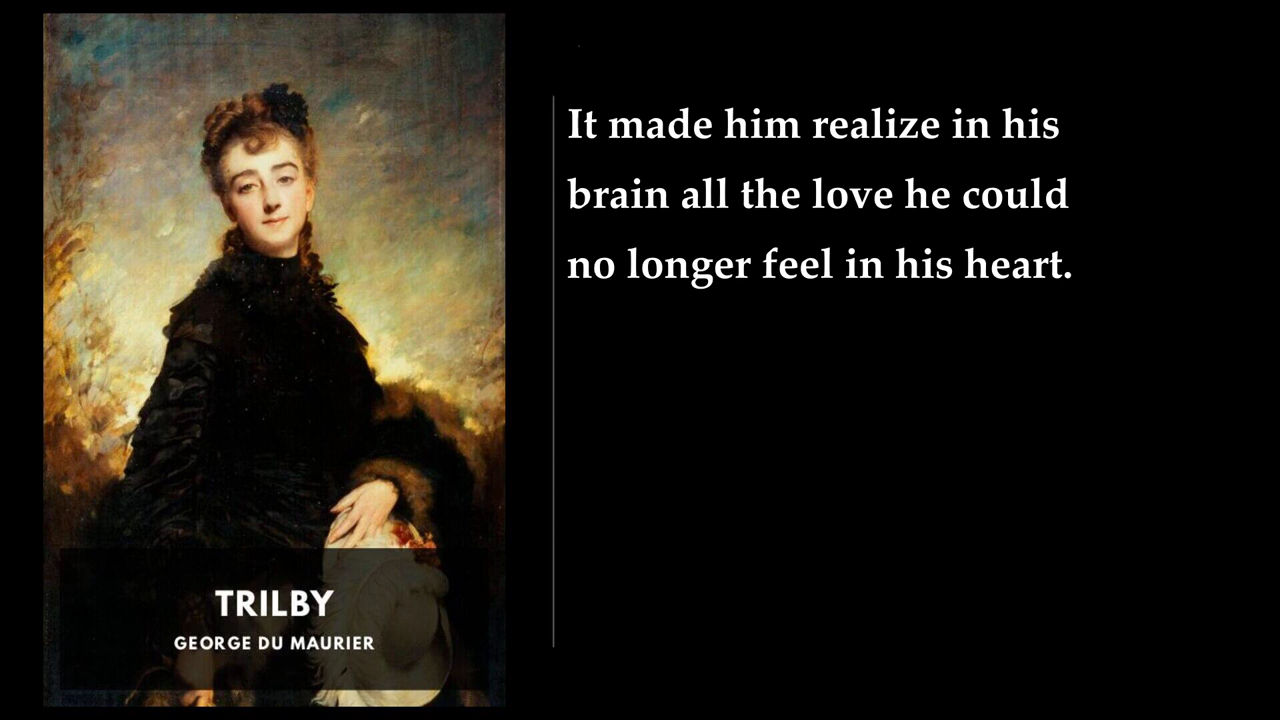 It made him realize in his
brain all the love he could
no longer feel in his heart.
TRILBY
GEORGE DU MAURIER